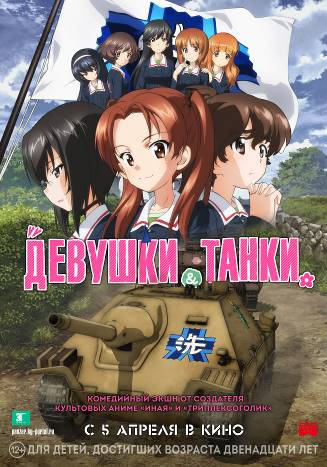 ДЕВУШКИ & ТАНКИ
洗
КОМЕДИЙНЫЙ ЭКШН ОТ СОЗДАТЕЛЯ
КУЛЬТОВЫХ АНИМЕ «ИНАЯ» И «ТРИПЛЕКСОГОЛИК»
С 5 АПРЕЛЯ В КИНО
12+ ДЛЯ ДЕТЕЙ, ДОСТИГШИХ ВОЗРАСТА ДВЕНАДЦАТИ ЛЕТ